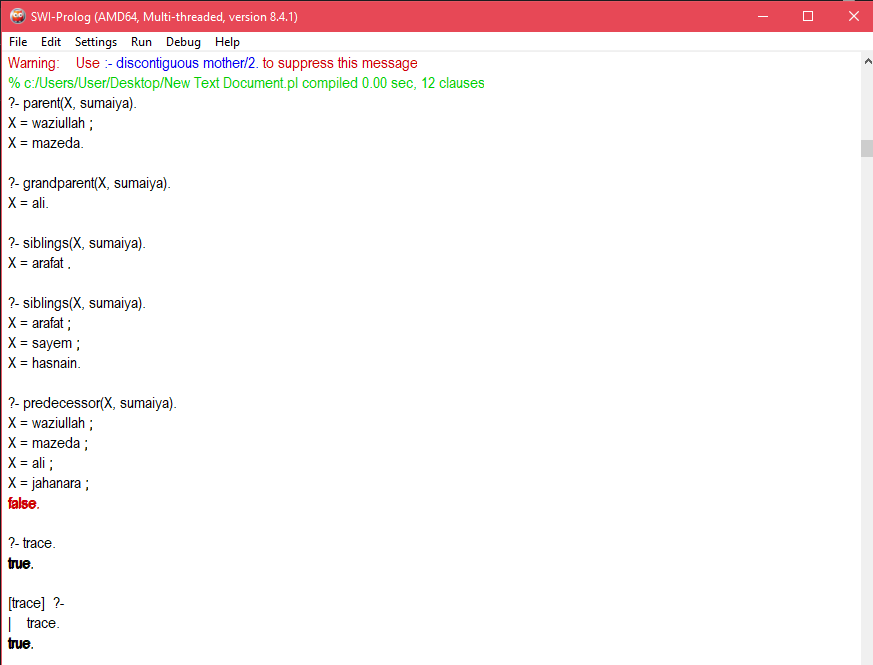 SWI-Prolog (AMD64, Multi-threaded, version 8.4.1)
File Edit Settings Run Debug Help
Warning:    Use :- discontiguous mother/2. to suppress this message
% c:/Users/User/Desktop/New Text Document.pl compiled 0.00 sec, 12 clauses
?- parent(X, sumaiya).
X = waziullah ;
X = mazeda.
?- grandparent(X, sumaiya).
X = ali.
?- siblings(X, sumaiya).
X = arafat .
?- siblings(X, sumaiya).
X = arafat ;
X = sayem ;
X = hasnain.
?- predecessor(X, sumaiya).
X = waziullah ;
X = mazeda ;
X = ali ;
X = jahanara ;
false.
?- trace.
true.
[trace]  ?-
|    trace.
true.